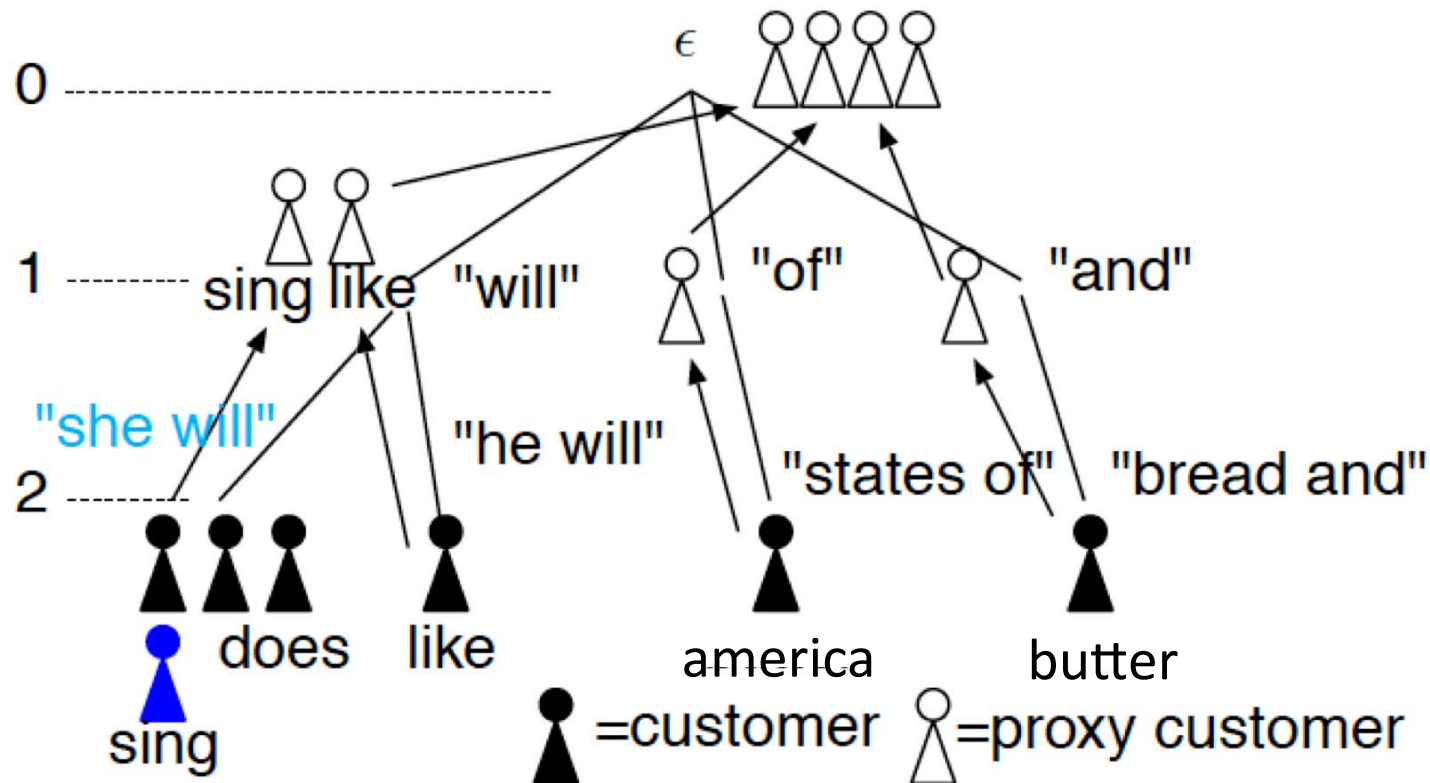 ϵ
0
1
sing like "will"
"of"
"and"
"she will"
"he will"
"states of"
"bread and"
2
does like
america
butter
sing
=customer
=proxy customer